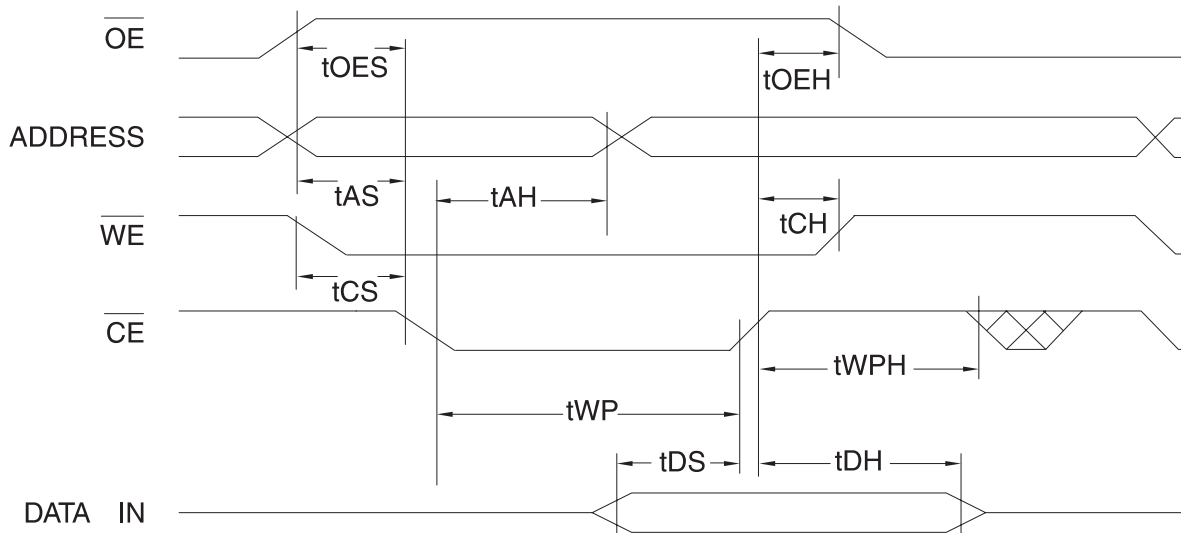 OE
tOES
tOEH
ADDRESS
tAS
tAH
tCH
WE
tCS
CE
tWPH
tWP
tDS
tDH
DATA IN